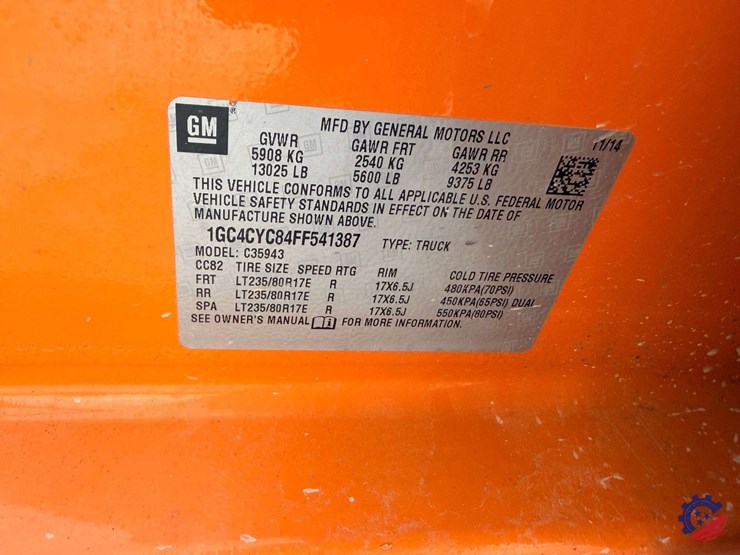 GM
MFD BY GENERAL MOTORS LLC
11/14
GVWR GAWR FRT GAWR RR
5908 KG 2540 KG 4253 KG
13025 LB 5600 LB 9375 LB
THIS VEHICLE CONFORMS TO ALL APPLICABLE U.S. FEDERAL MOTOR
VEHICLE SAFETY STANDARDS IN EFFECT ON THE DATE OF
MANUFACTURE SHOWN ABOVE.
1GC4CYC84FF541387 TYPE: TRUCK
MODEL: C35943
CC82 TIRE SIZE SPEED RTG RIM COLD TIRE PRESSURE
FRT LT235/80R17E R 17X6.5J 480KPA(70PSI)
RR LT235/80R17E R 17X6.5J 450KPA(65PSI) DUAL
SPA LT235/80R17E R 17X6.5J 550KPA(80PSI)
SEE OWNER'S MANUAL FOR MORE INFORMATION.